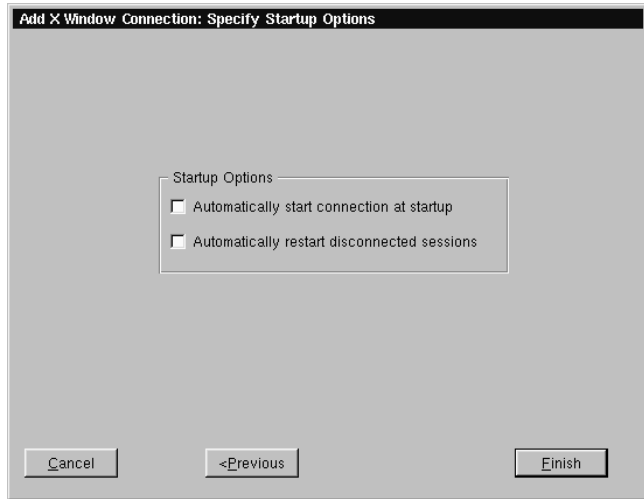 Add X Window Connection: Specify Startup Options
Startup Options
Automatically start connection at startup
Automatically restart disconnected sessions
Cancel
<Previous
Finish